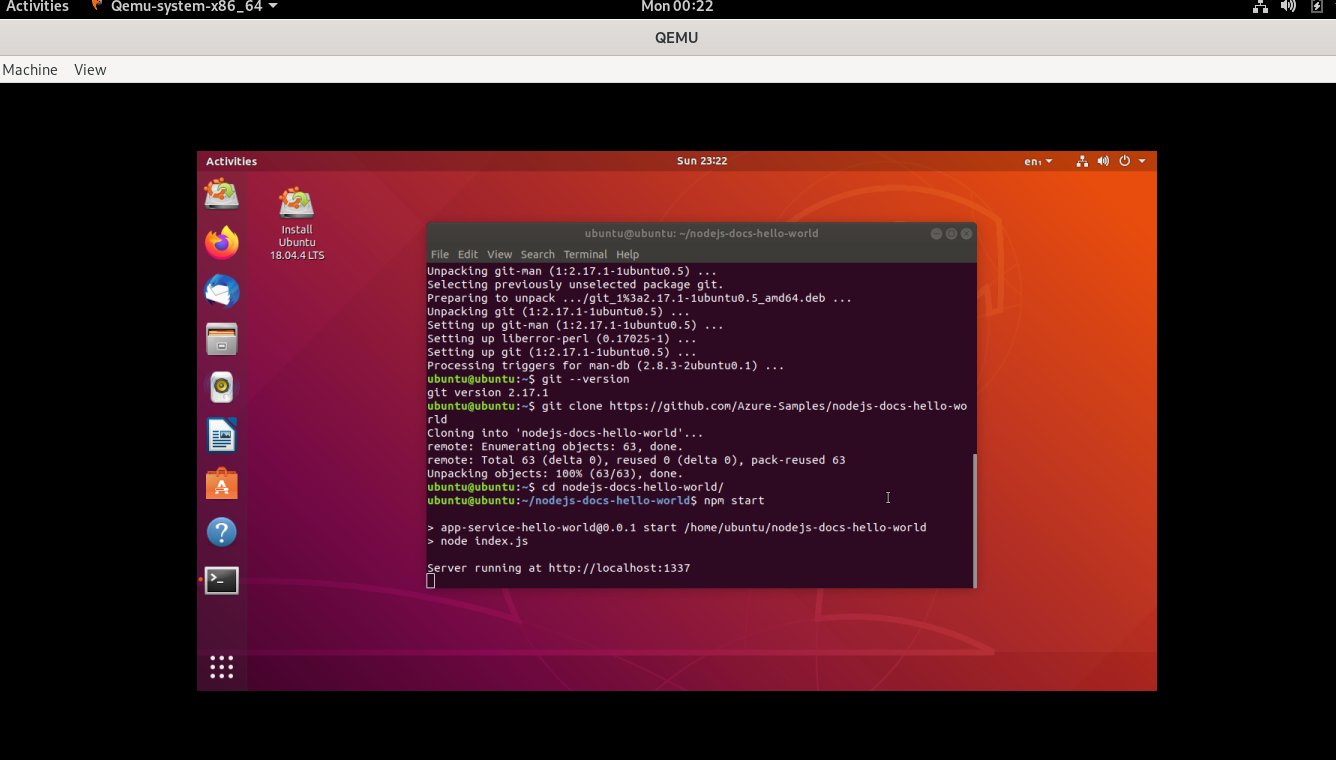 Activities Qemu-system-x86_64 Mon 00:22
QEMU
Machine View
Activities Sun 23:22 en₁
Install
Ubuntu
18.04.4 LTS
ubuntu@ubuntu: ~/nodejs-docs-hello-world
File Edit View Search Terminal Help
Unpacking git-man (1:2.17.1-1ubuntu0.5) ...
Selecting previously unselected package git.
Preparing to unpack .../git_1%3a2.17.1-1ubuntu0.5_amd64.deb ...
Unpacking git (1:2.17.1-1ubuntu0.5) ...
Setting up git-man (1:2.17.1-1ubuntu0.5) ...
Setting up liberror-perl (0.17025-1) ...
Setting up git (1:2.17.1-1ubuntu0.5) ...
Processing triggers for man-db (2.8.3-2ubuntu0.1) ...
ubuntu@ubuntu:~$ git --version
git version 2.17.1
ubuntu@ubuntu:~$ git clone https://github.com/Azure-Samples/nodejs-docs-hello-wo
rld
Cloning into 'nodejs-docs-hello-world'...
remote: Enumerating objects: 63, done.
remote: Total 63 (delta 0), reused 0 (delta 0), pack-reused 63
Unpacking objects: 100% (63/63), done.
ubuntu@ubuntu:~$ cd nodejs-docs-hello-world/
ubuntu@ubuntu:~/nodejs-docs-hello-world$ npm start
> app-service-hello-world@0.0.1 start /home/ubuntu/nodejs-docs-hello-world
> node index.js
Server running at http://localhost:1337